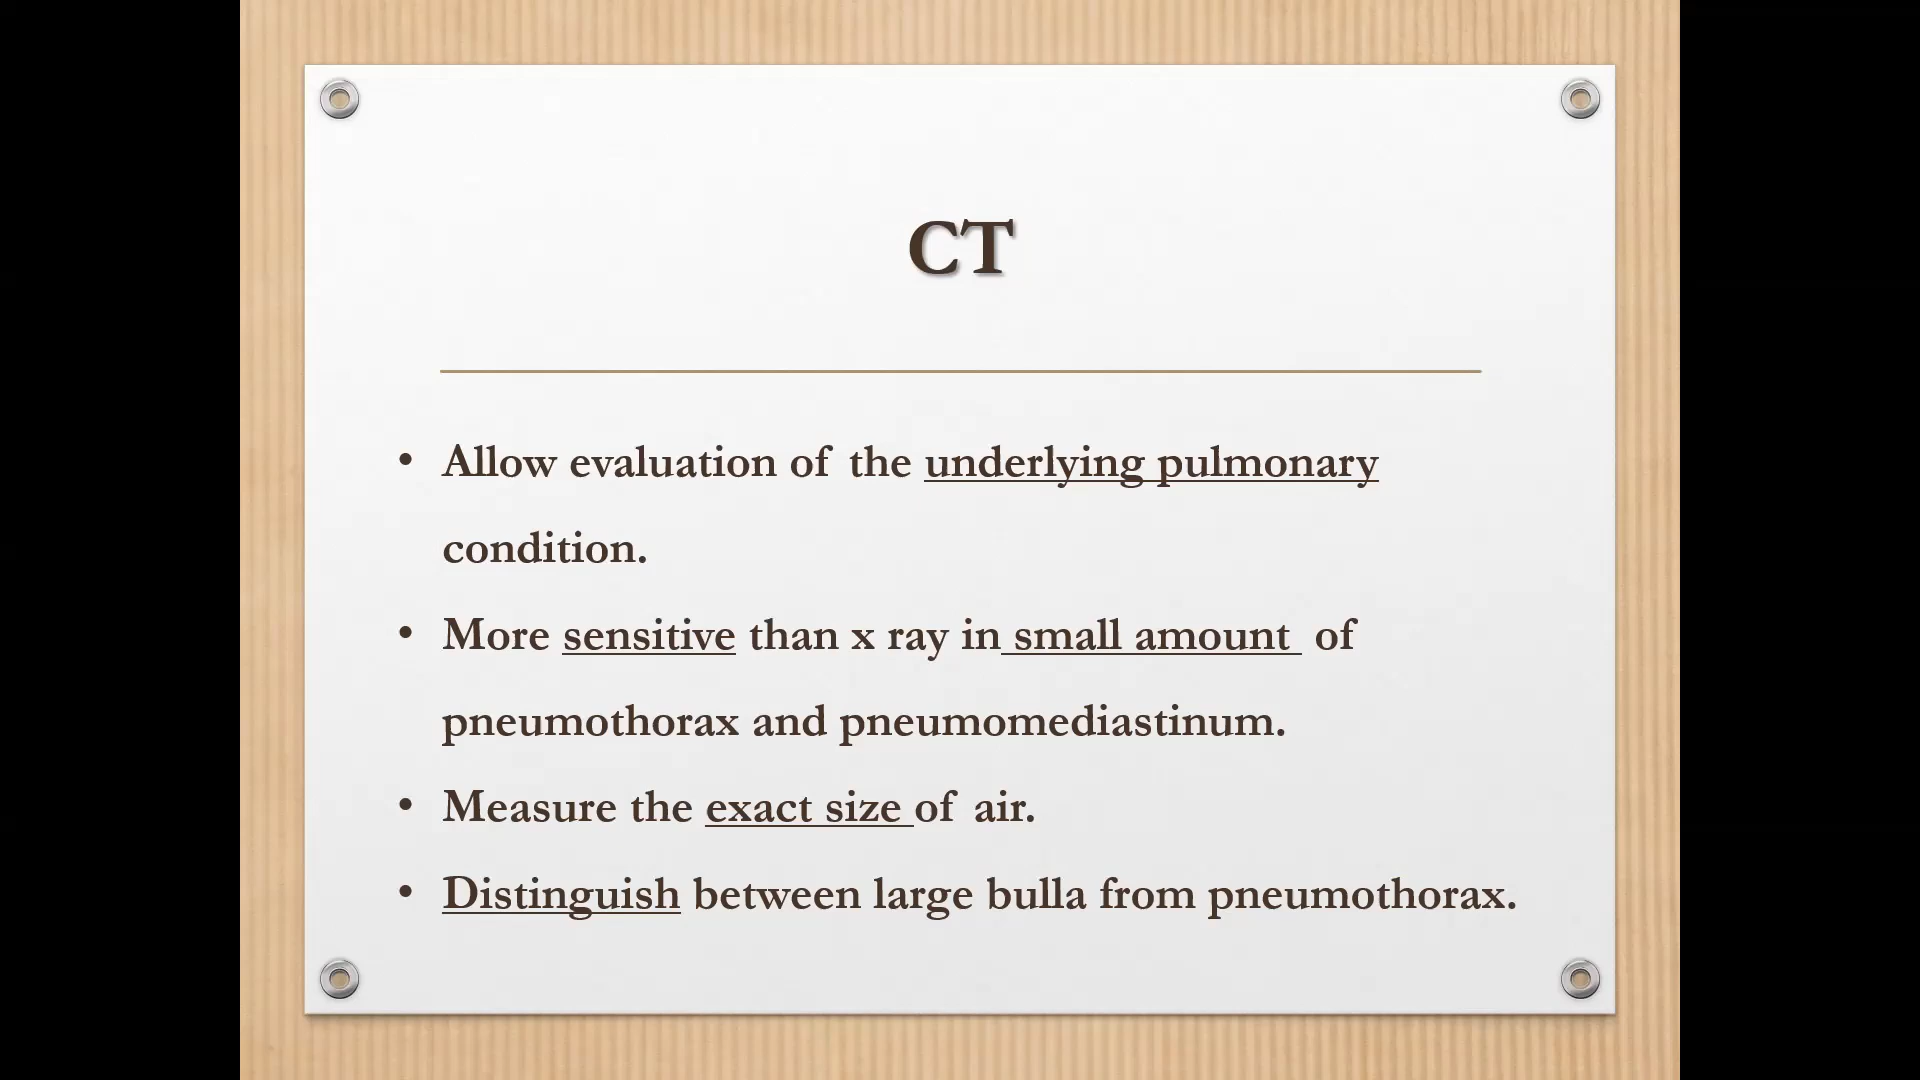 CT
• Allow evaluation of the underlying pulmonary
condition.
• More sensitive than x ray in small amount of
pneumothorax and pneumomediastinum.
• Measure the exact size of air.
• Distinguish between large bulla from pneumothorax.